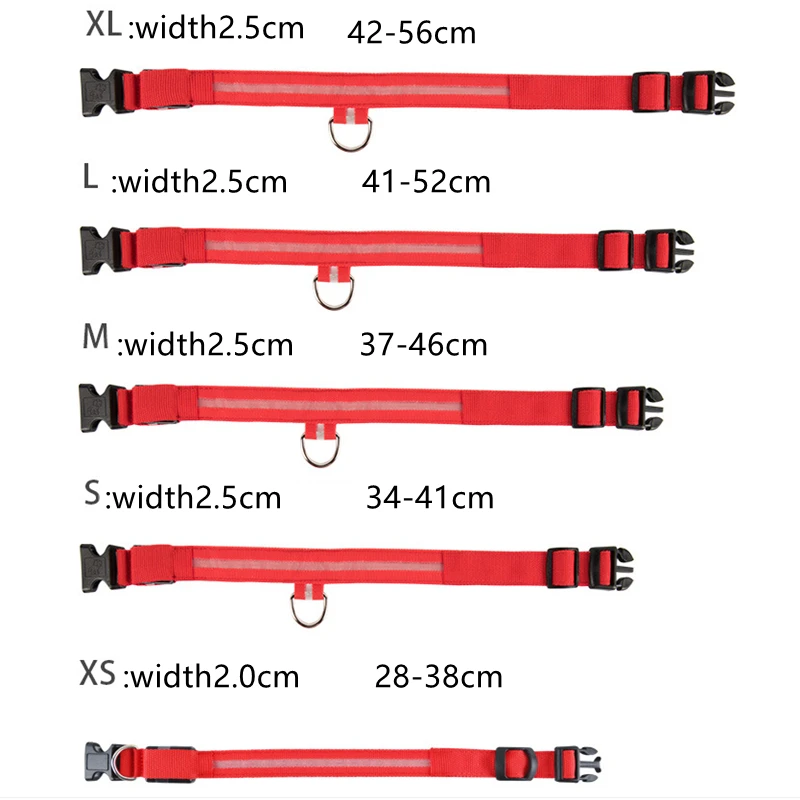 XL :width2.5cm 42-56cm
L :width2.5cm 41-52cm
M :width2.5cm 37-46cm
S :width2.5cm 34-41cm
XS :width2.0cm 28-38cm